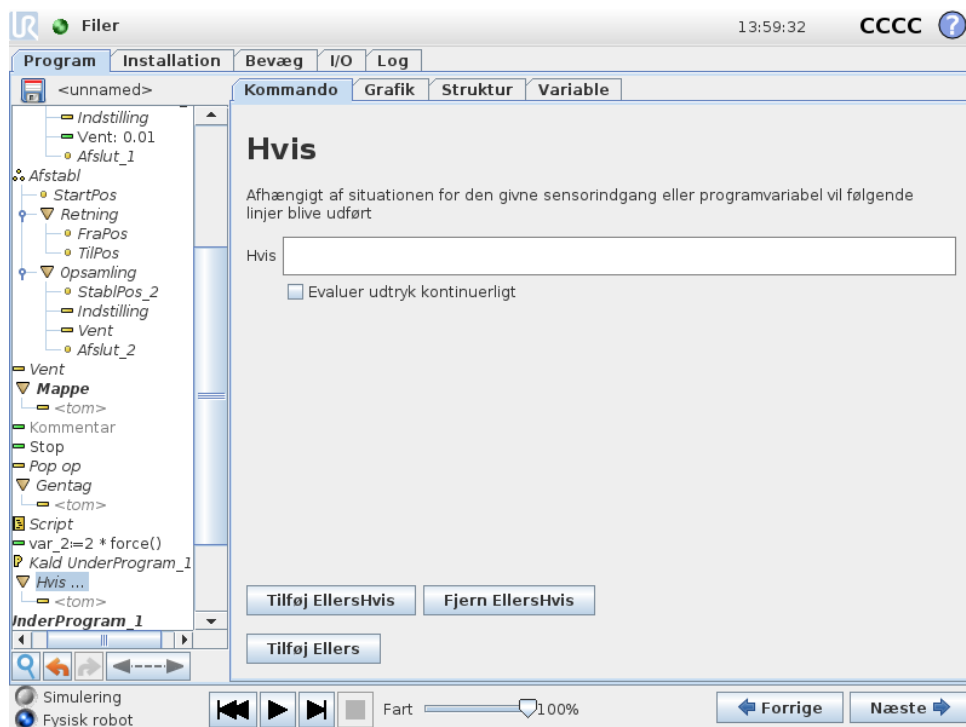 UR Filer 13:59:32 CCCC ?
Program Installation Bevæg I/O Log
<unnamed> Kommando Grafik Struktur Variable
Indstilling
Vent: 0.01
Afslut_1
Afstabl
StartPos
Retning
FraPos
TilPos
Opsamling
StablPos_2
Indstilling
Vent
Afslut_2
Vent
Mappe
<tom>
Kommentar
Stop
Pop op
Gentag
<tom>
Script
var_2:=2 * force()
Kald UnderProgram_1
Hvis ...
<tom>
InderProgram_1
Hvis
Afhængigt af situationen for den givne sensorindgang eller programvariabel vil følgende
linjer blive udført
Hvis
Evaluer udtryk kontinuerligt
Tilføj EllersHvis Fjern EllersHvis
Tilføj Ellers
Simulering
Fysisk robot
Fart 100%
Forrige Næste